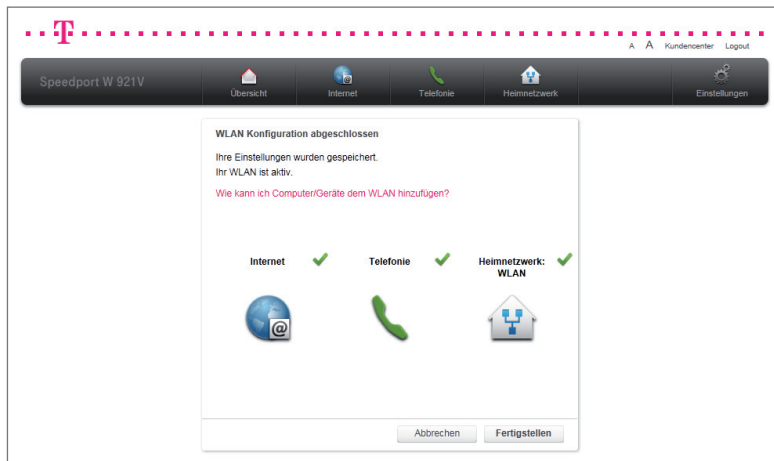 T
A A Kundencenter Logout
Speedport W 921V
Übersicht Internet Telefonie Heimnetzwerk Einstellungen
WLAN Konfiguration abgeschlossen
Ihre Einstellungen wurden gespeichert.
Ihr WLAN ist aktiv.
Wie kann ich Computer/Geräte dem WLAN hinzufügen?
Internet Telefonie Heimnetzwerk:
WLAN
@
Abbrechen Fertigstellen